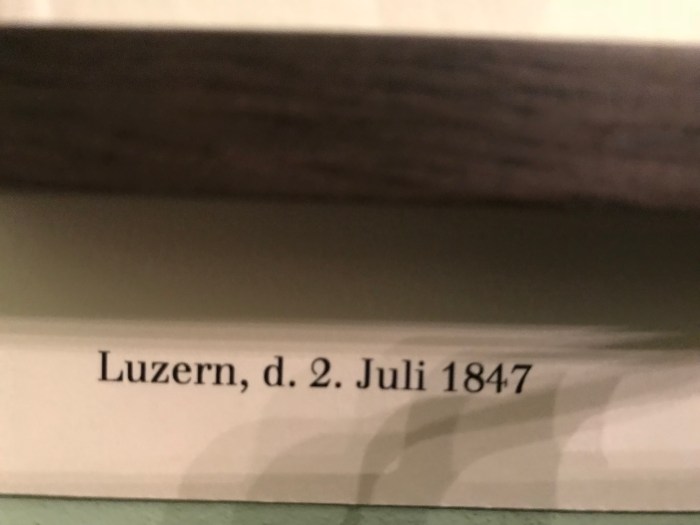 Luzern, d. 2. Juli 1847